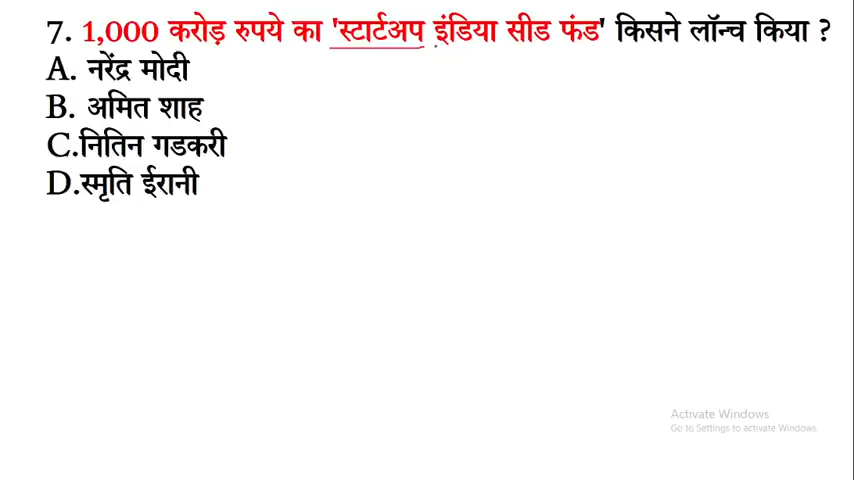 7. 1,000 करोड़ रुपये का 'स्टार्टअप इंडिया सीड फंड' किसने लॉन्च किया ?
A. नरेंद्र मोदी
B. अमित शाह
C.नितिन गडकरी
D.स्मृति ईरानी
Activate Windows
Go to Settings to activate Windows